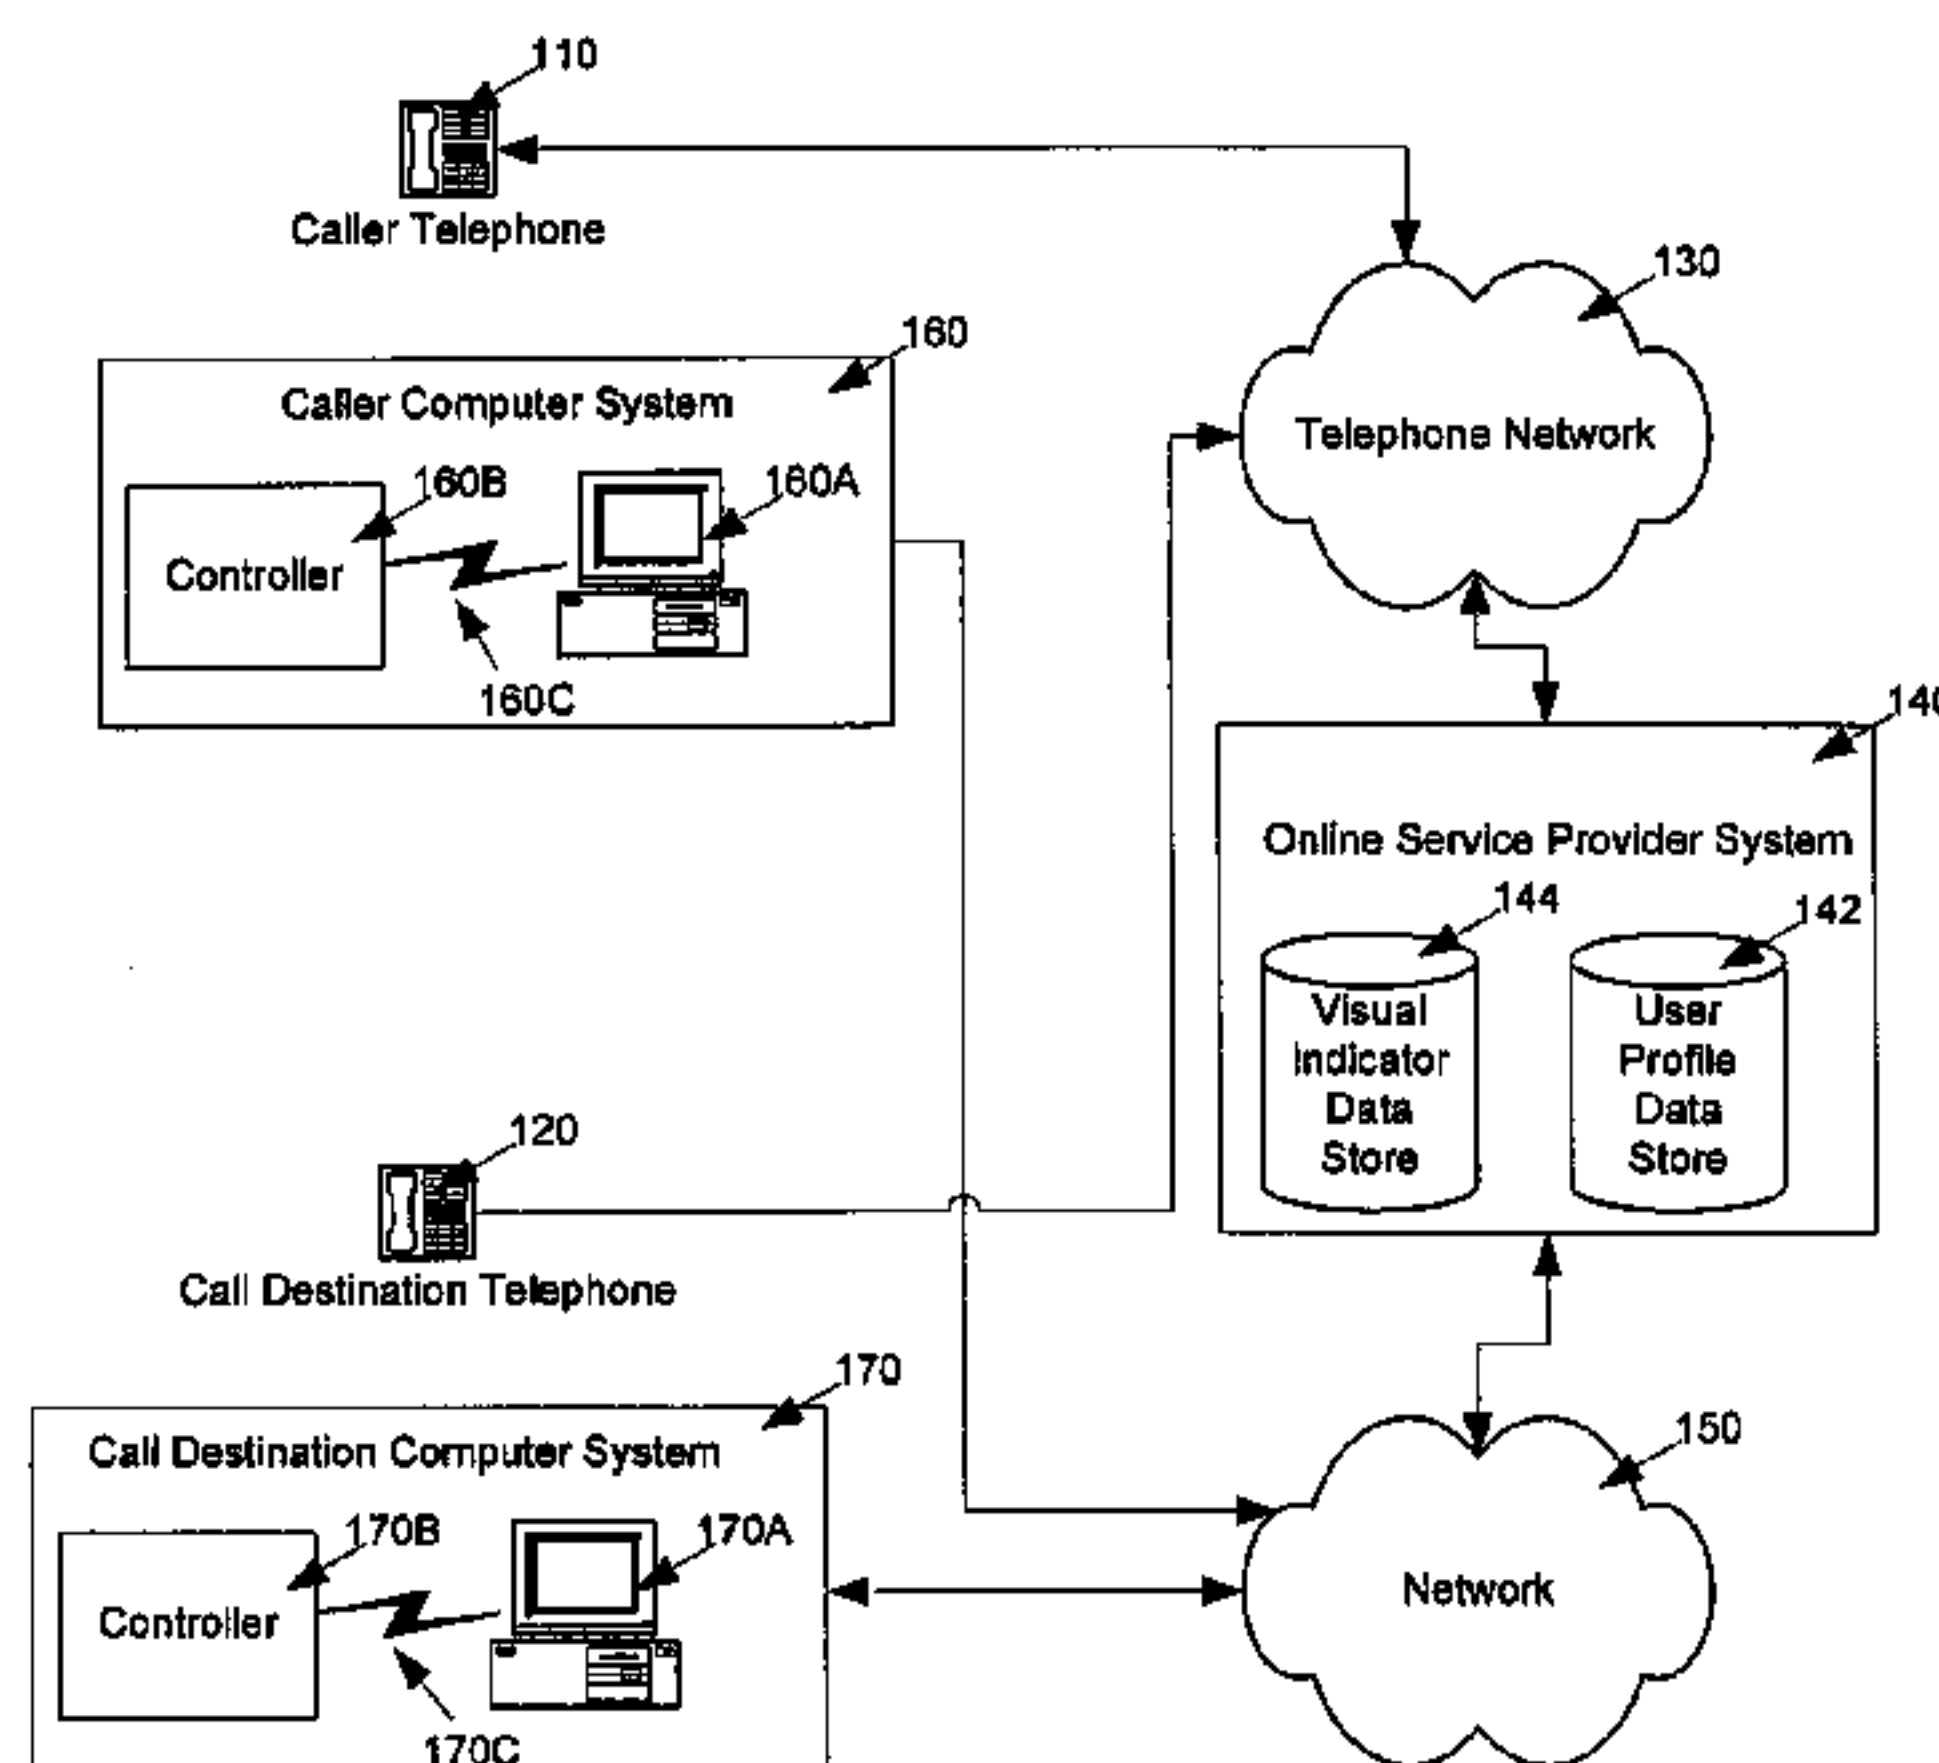 110
Caller Telephone
130
160
Caller Computer System
Telephone Network
160B
160A
Controller
160C
140
Online Service Provider System
144
142
Visual
Indicator
Data
Store
User
Profile
Data
Store
120
Call Destination Telephone
170
Call Destination Computer System
150
170B
170A
Network
Controller
170C